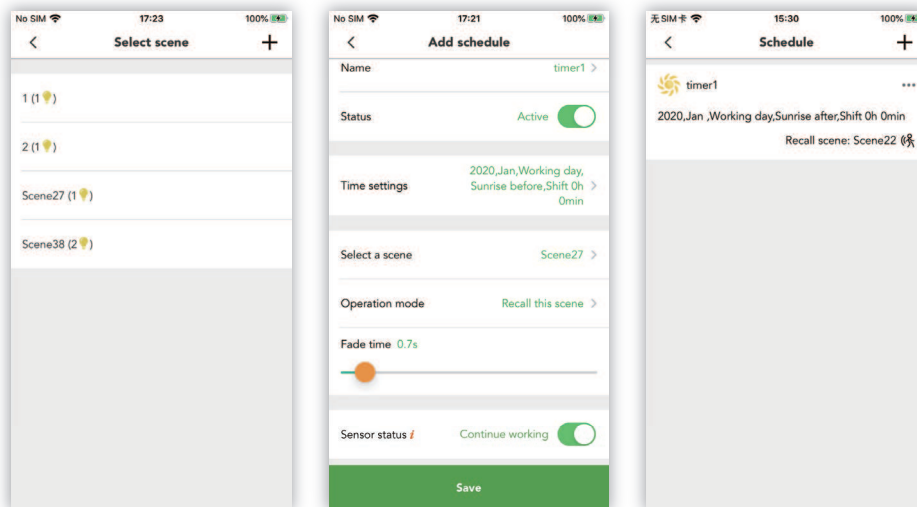 No SIM 17:23 100%
Select scene +
1 (1)
2 (1)
Scene27 (1)
Scene38 (2)
No SIM 17:21 100%
Add schedule
Name timer1
Status Active
Time settings 2020,Jan,Working day,
Sunrise before,Shift 0h
0min
Select a scene Scene27
Operation mode Recall this scene
Fade time 0.7s
Sensor status i Continue working
Save
无SIM卡 15:30 100%
Schedule +
timer1 ...
2020,Jan ,Working day,Sunrise after,Shift 0h 0min
Recall scene: Scene22